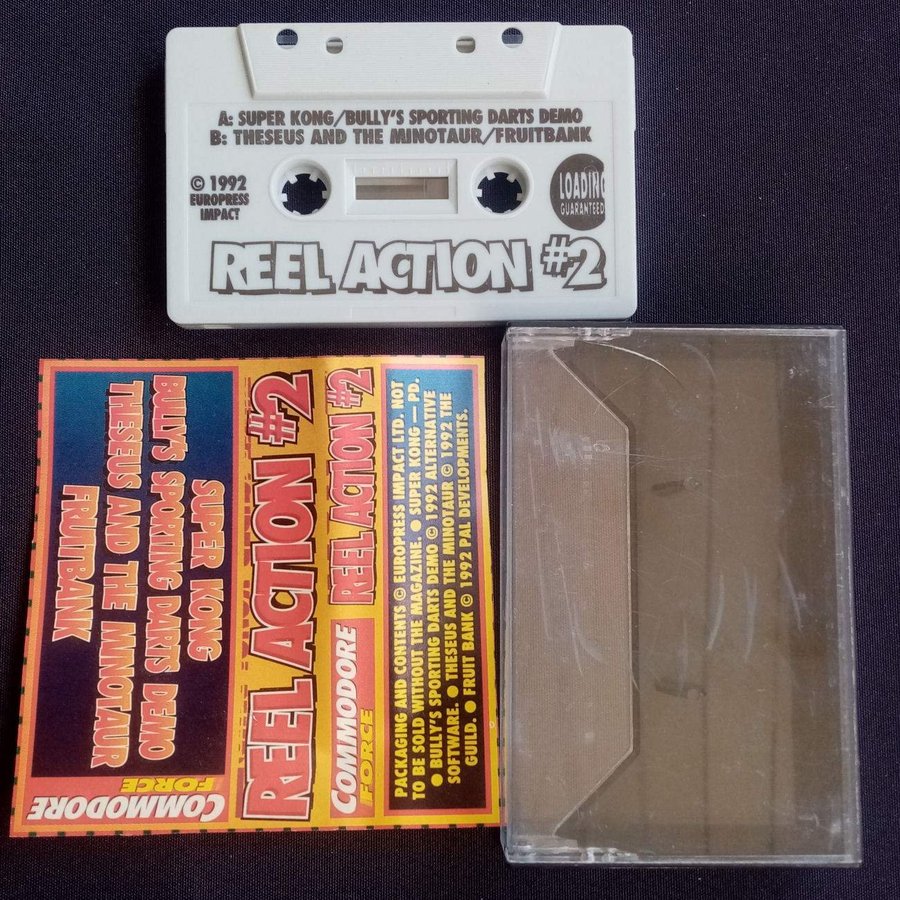 A: SUPER KONG/BULLY'S SPORTING DARTS DEMO
B: THESEUS AND THE MINOTAUR/FRUITBANK
© 1992
EUROPRESS
IMPACT
LOADING
GUARANTEED
REEL ACTION #2
SUPER KONG
BULLY'S SPORTING DARTS DEMO
THESEUS AND THE MINOTAUR
FRUITBANK
COMMODORE
FORCE
REEL ACTION #2
COMMODORE
FORCE
REEL ACTION #2
PACKAGING AND CONTENTS © EUROPRESS IMPACT LTD. NOT
TO BE SOLD WITHOUT THE MAGAZINE. ● SUPER KONG — PD.
● BULLY'S SPORTING DARTS DEMO © 1992 ALTERNATIVE
SOFTWARE. ● THESEUS AND THE MINOTAUR © 1992 THE
GUILD. ● FRUIT BANK © 1992 PAL DEVELOPMENTS.